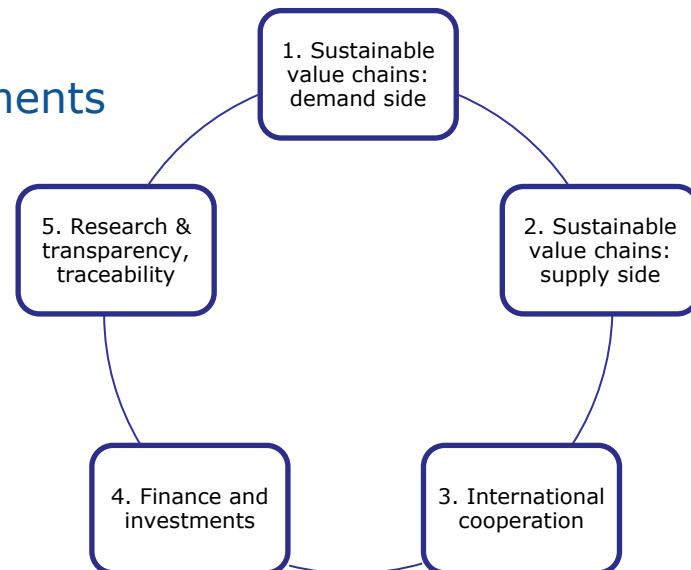 1. Sustainable
value chains:
demand side
5. Research &
transparency,
traceability
2. Sustainable
value chains:
supply side
4. Finance and
investments
3. International
cooperation